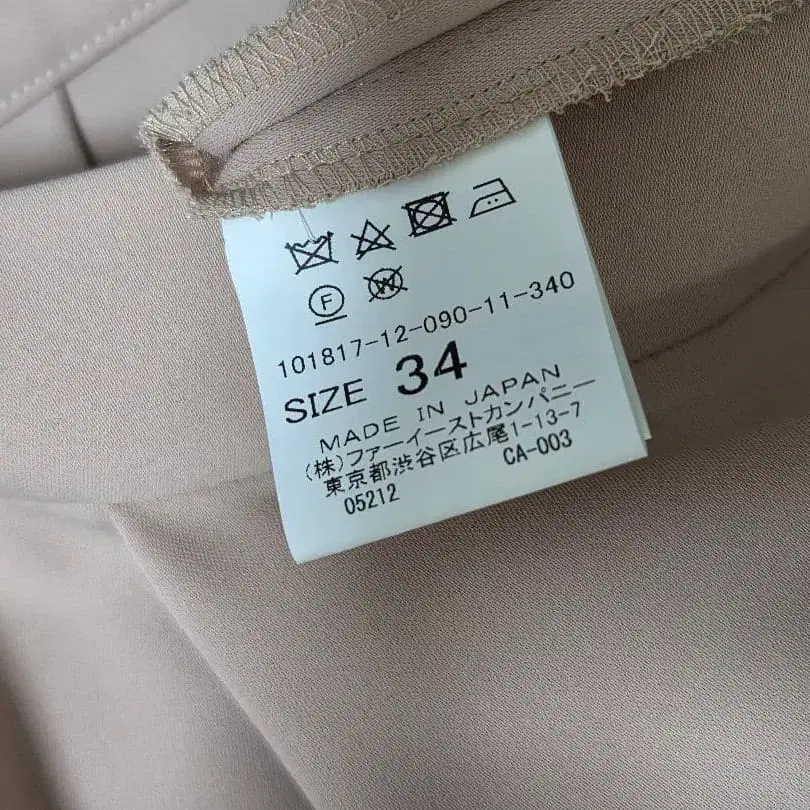 F W
101817-12-090-11-340
SIZE 34
MADE IN JAPAN
(株)ファーイーストカンパニー
東京都渋谷区広尾1-13-7
05212 CA-003